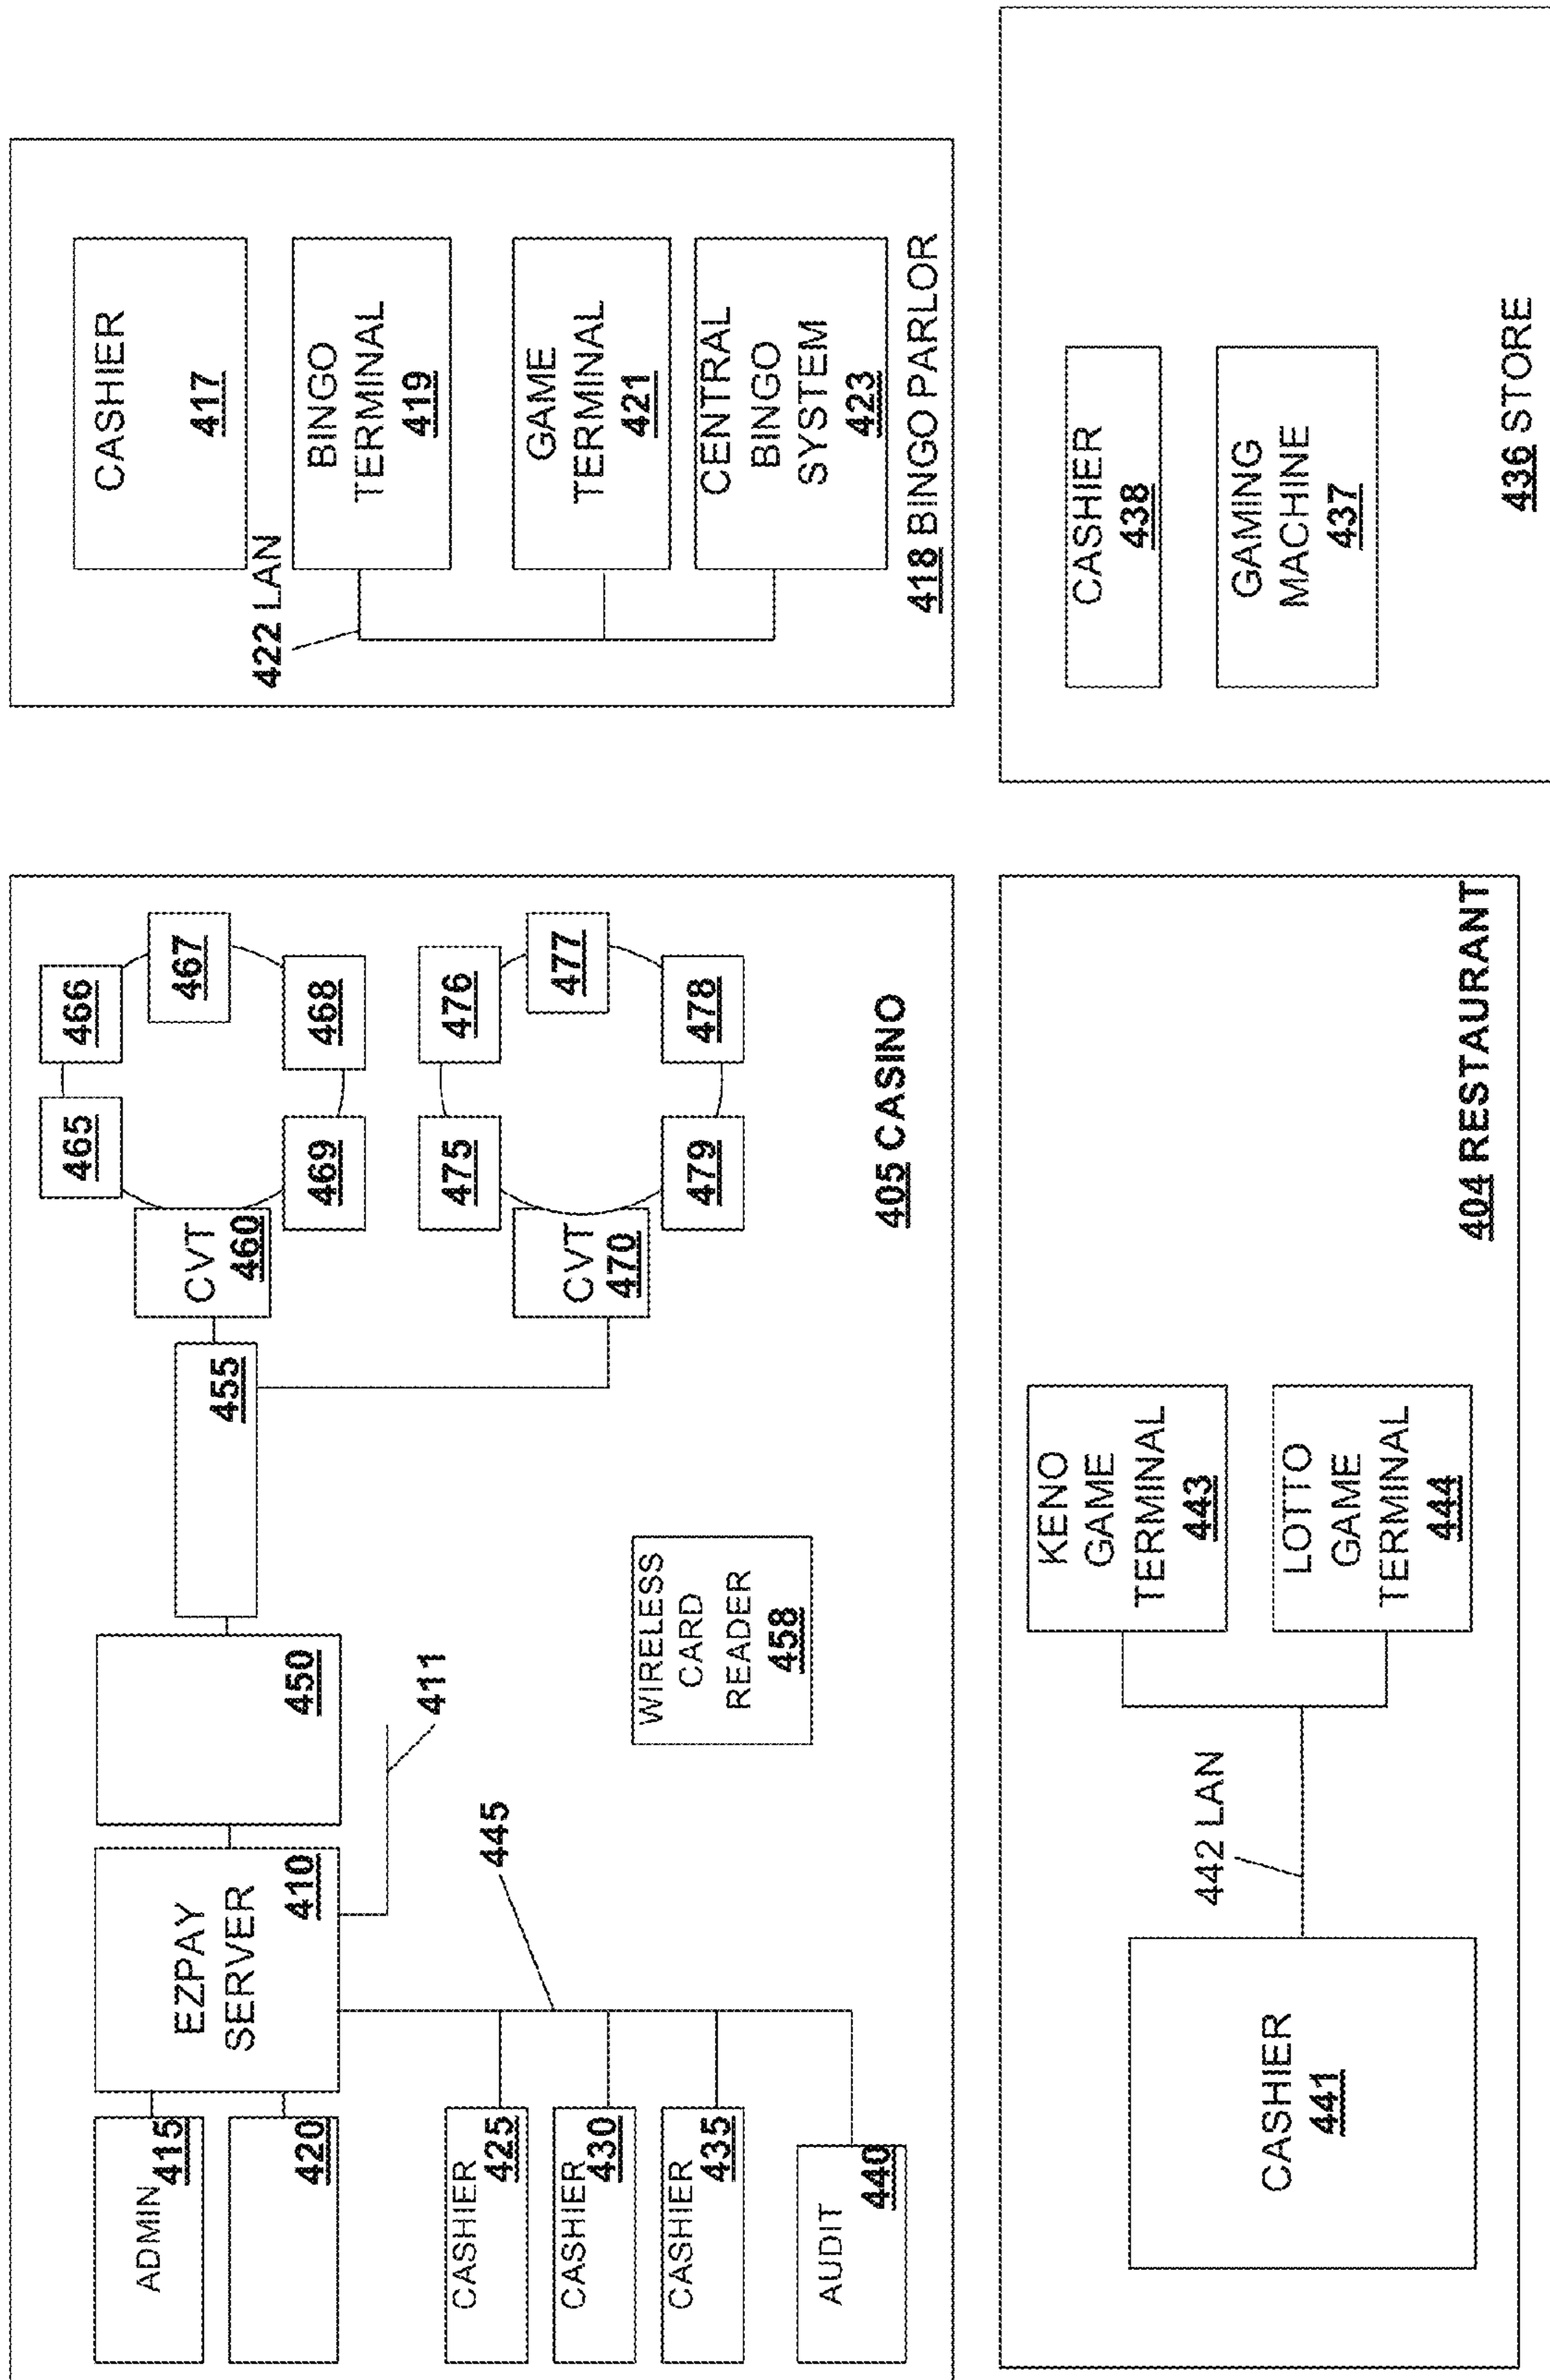 ADMIN
415
420
EZPAY
SERVER
410
450
455
411
445
CVT
460
465
466
467
468
469
CVT
470
475
476
477
478
479
CASHIER
425
CASHIER
430
CASHIER
435
AUDIT
440
WIRELESS
CARD
READER
458
405 CASINO
CASHIER
417
422 LAN
BINGO
TERMINAL
419
GAME
TERMINAL
421
CENTRAL
BINGO
SYSTEM
423
418 BINGO PARLOR
CASHIER
441
442 LAN
KENO
GAME
TERMINAL
443
LOTTO
GAME
TERMINAL
444
404 RESTAURANT
CASHIER
438
GAMING
MACHINE
437
436 STORE